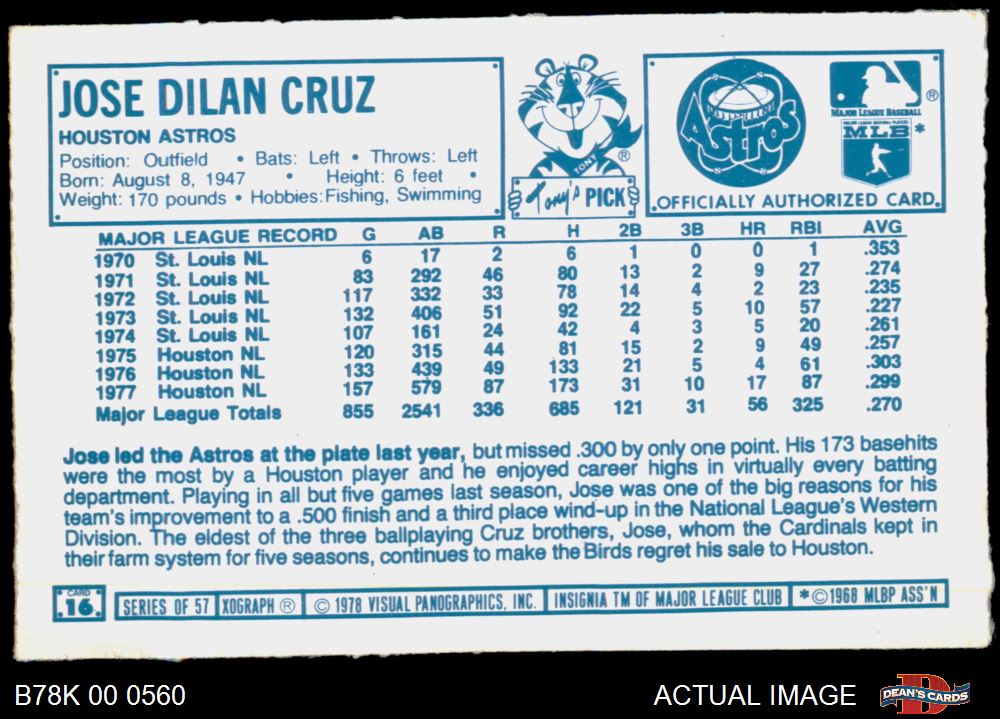 JOSE DILAN CRUZ
HOUSTON ASTROS
Position: Outfield • Bats: Left • Throws: Left
Born: August 8, 1947 • Height: 6 feet •
Weight: 170 pounds • Hobbies: Fishing, Swimming
TONY ®
Tony's PICK
Astros
®
MAJOR LEAGUE BASEBALL
MAJOR LEAGUE BASEBALL PLAYERS
MLB *
OFFICIALLY AUTHORIZED CARD.
MAJOR LEAGUE RECORD G AB R H 2B 3B HR RBI AVG
1970 St. Louis NL 6 17 2 6 1 0 0 1 .353
1971 St. Louis NL 83 292 46 80 13 2 9 27 .274
1972 St. Louis NL 117 332 33 78 14 4 2 23 .235
1973 St. Louis NL 132 406 51 92 22 5 10 57 .227
1974 St. Louis NL 107 161 24 42 4 3 5 20 .261
1975 Houston NL 120 315 44 81 15 2 9 49 .257
1976 Houston NL 133 439 49 133 21 5 4 61 .303
1977 Houston NL 157 579 87 173 31 10 17 87 .299
Major League Totals 855 2541 336 685 121 31 56 325 .270
Jose led the Astros at the plate last year, but missed .300 by only one point. His 173 basehits
were the most by a Houston player and he enjoyed career highs in virtually every batting
department. Playing in all but five games last season, Jose was one of the big reasons for his
team's improvement to a .500 finish and a third place wind-up in the National League's Western
Division. The eldest of the three ballplaying Cruz brothers, Jose, whom the Cardinals kept in
their farm system for five seasons, continues to make the Birds regret his sale to Houston.
CARD
.16.
SERIES OF 57 XOGRAPH ® © 1978 VISUAL PANOGRAPHICS, INC. INSIGNIA TM OF MAJOR LEAGUE CLUB *©1968 MLBP ASS'N
B78K 00 0560
ACTUAL IMAGE
D
DEAN'S CARDS